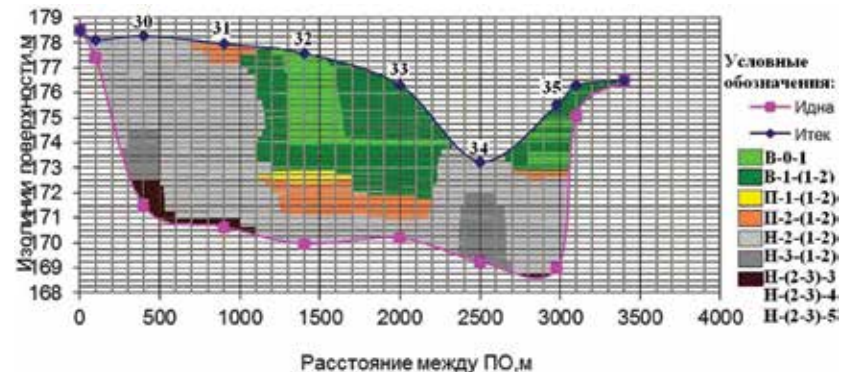 179
178
177
176
175
174
173
172
171
170
169
168
Изолинии поверхности,м
30
31
32
33
34
35
0 500 1000 1500 2000 2500 3000 3500 4000
Расстояние между ПО,м
Условные
обозначения:
Идна
Итек
В-0-1
В-1-(1-2)
П-1-(1-2)
П-2-(1-2)
Н-2-(1-2)
Н-3-(1-2)
Н-(2-3)-3
Н-(2-3)-4
Н-(2-3)-5